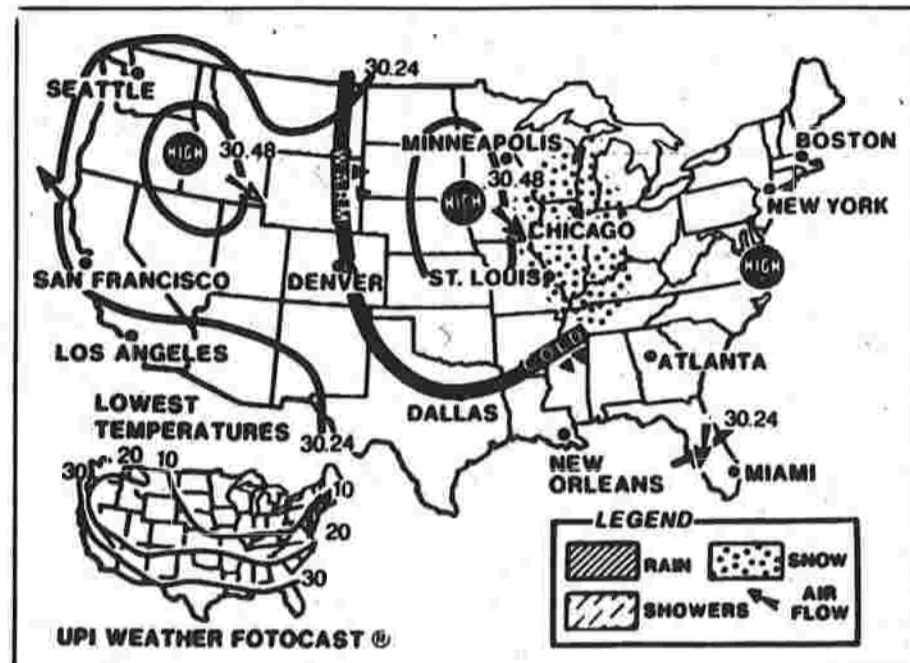 30.24
SEATTLE
HIGH
30.48
MINNEAPOLIS
30.48
HIGH
BOSTON
NEW YORK
CHICAGO
SAN FRANCISCO
DENVER
ST. LOUIS
HIGH
LOS ANGELES
COLD
ATLANTA
DALLAS
LOWEST
TEMPERATURES
30.24
30.24
NEW
ORLEANS
MIAMI
30
20
10
10
20
30
LEGEND
RAIN
SNOW
SHOWERS
AIR
FLOW
UPI WEATHER FOTOCAST ®